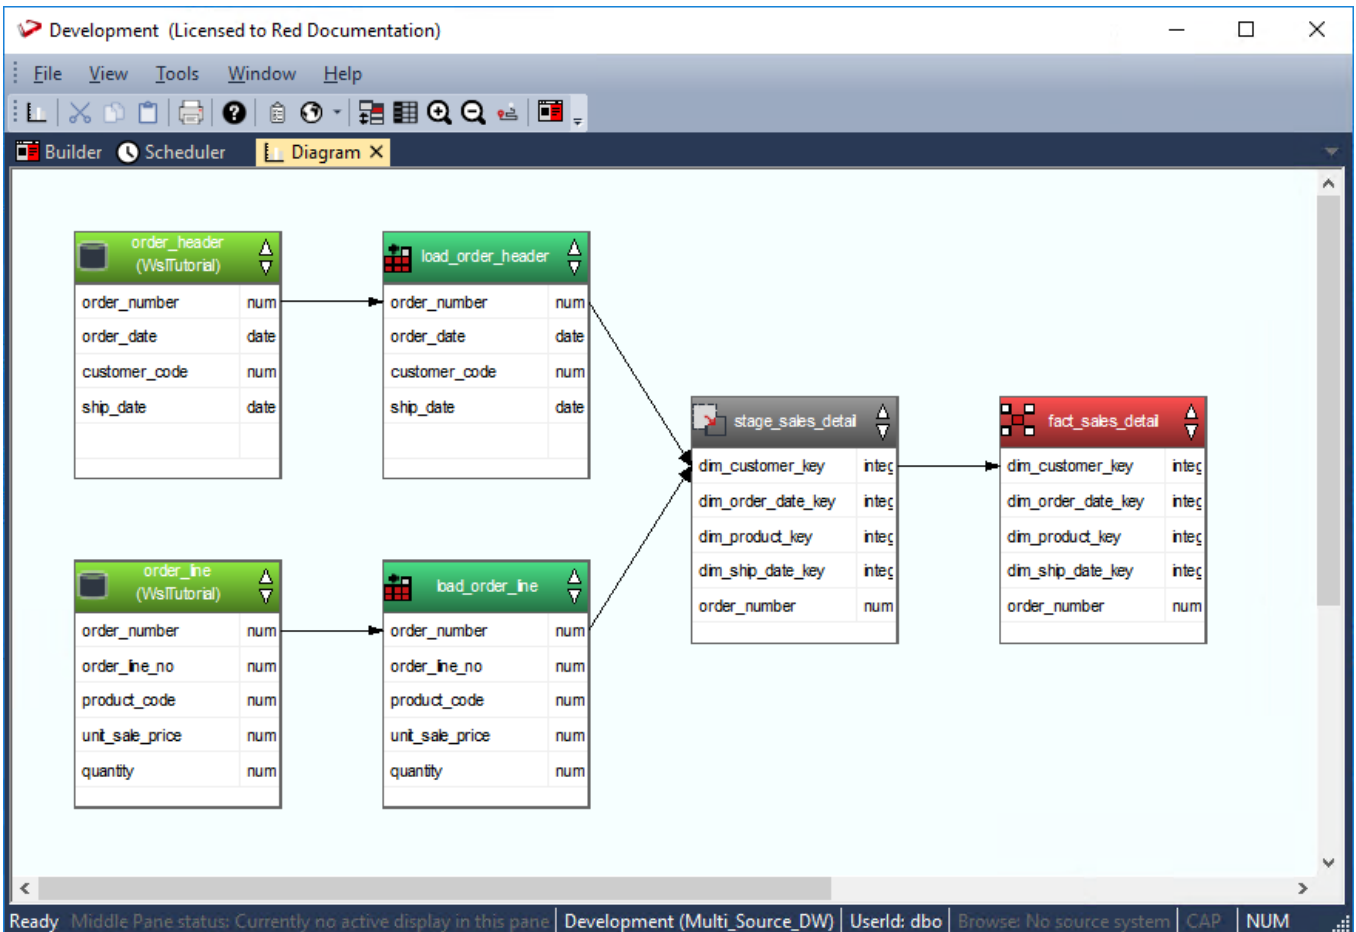 Development (Licensed to Red Documentation)
File View Tools Window Help
Builder Scheduler Diagram
order_header
(WslTutorial)
order_number num
order_date date
customer_code num
ship_date date
load_order_header
order_number num
order_date date
customer_code num
ship_date date
order_line
(WslTutorial)
order_number num
order_line_no num
product_code num
unit_sale_price num
quantity num
load_order_line
order_number num
order_line_no num
product_code num
unit_sale_price num
quantity num
stage_sales_detail
dim_customer_key integ
dim_order_date_key integ
dim_product_key integ
dim_ship_date_key integ
order_number num
fact_sales_detail
dim_customer_key integ
dim_order_date_key integ
dim_product_key integ
dim_ship_date_key integ
order_number num
Ready Middle Pane status: Currently no active display in this pane Development (Multi_Source_DW) UserId: dbo Browse: No source system CAP NUM